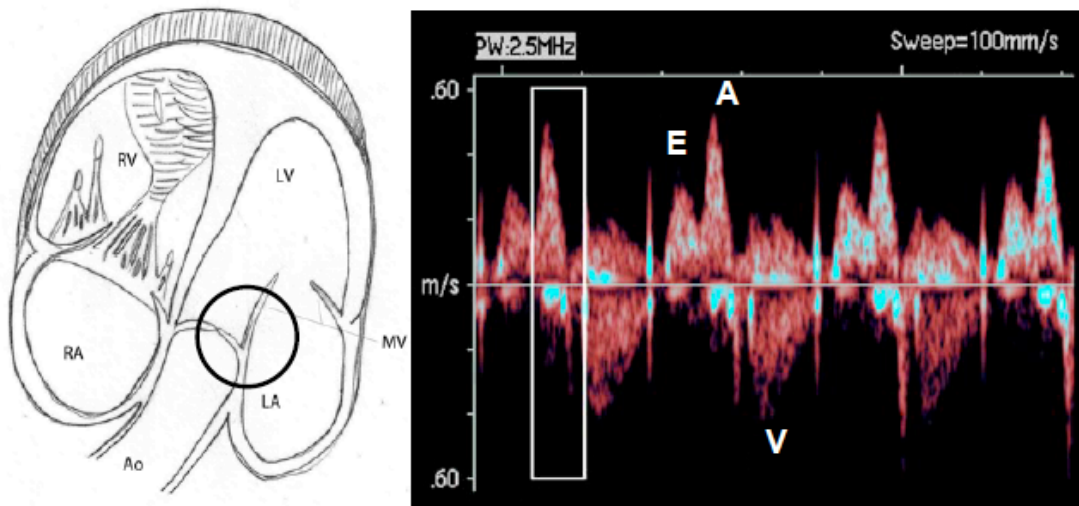 RV
LV
RA
MV
LA
Ao
PW:2.5MHz
Sweep=100mm/s
.60
A
E
m/s
V
.60